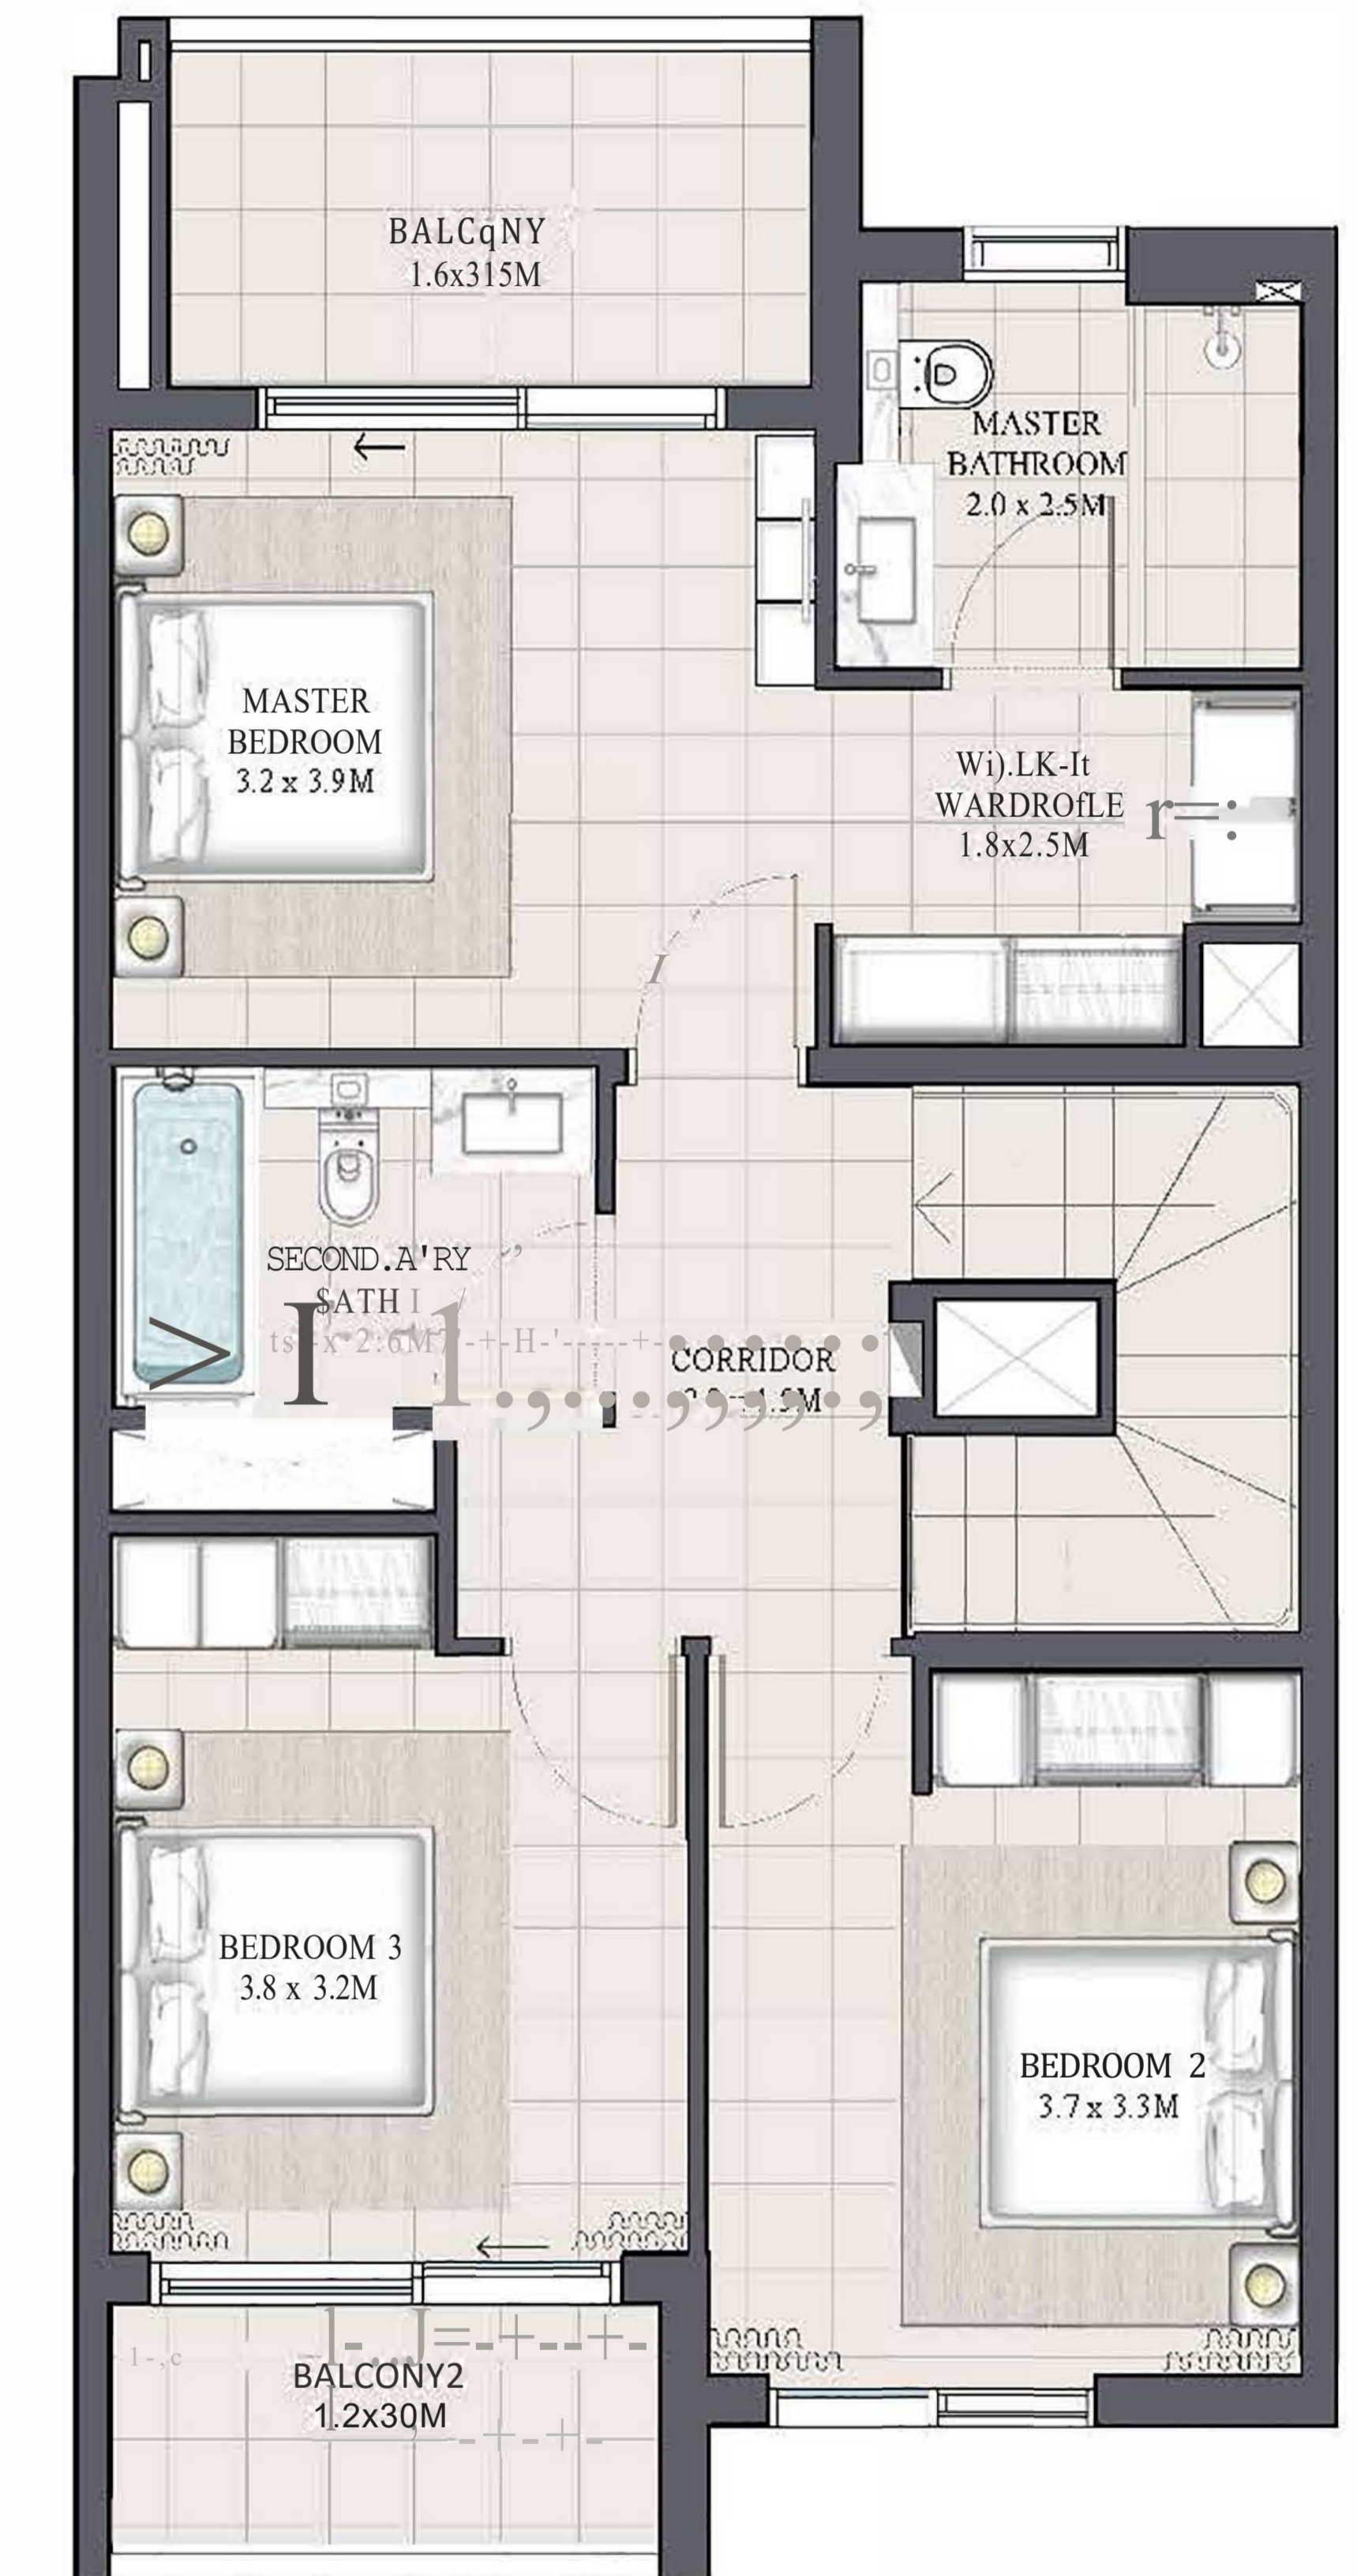 BALCqNY
1.6x315M
MASTER
BATHROOM
2.0 x 2.5M
MASTER
BEDROOM
3.2 x 3.9M
Wi).LK-It
WARDROfLE
1.8x2.5M
r=:
I
SECOND.A'RY
$ATH
CORRIDOR
BEDROOM 3
3.8 x 3.2M
BEDROOM 2
3.7 x 3.3M
BALCONY2
1.2x30M